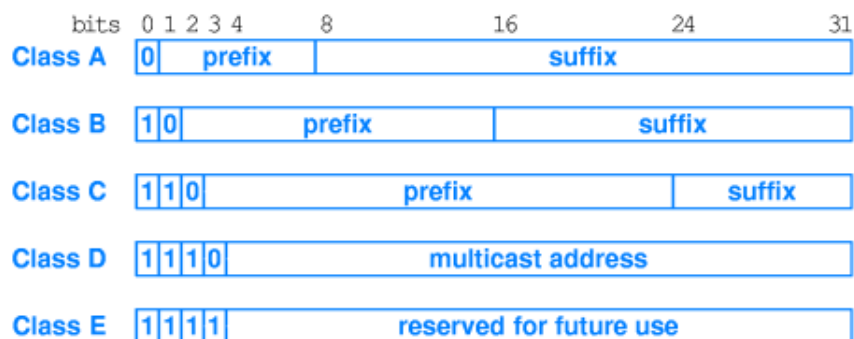 bits 0 1 2 3 4 8 16 24 31
Class A 0 prefix suffix
Class B 1 0 prefix suffix
Class C 1 1 0 prefix suffix
Class D 1 1 1 0 multicast address
Class E 1 1 1 1 reserved for future use